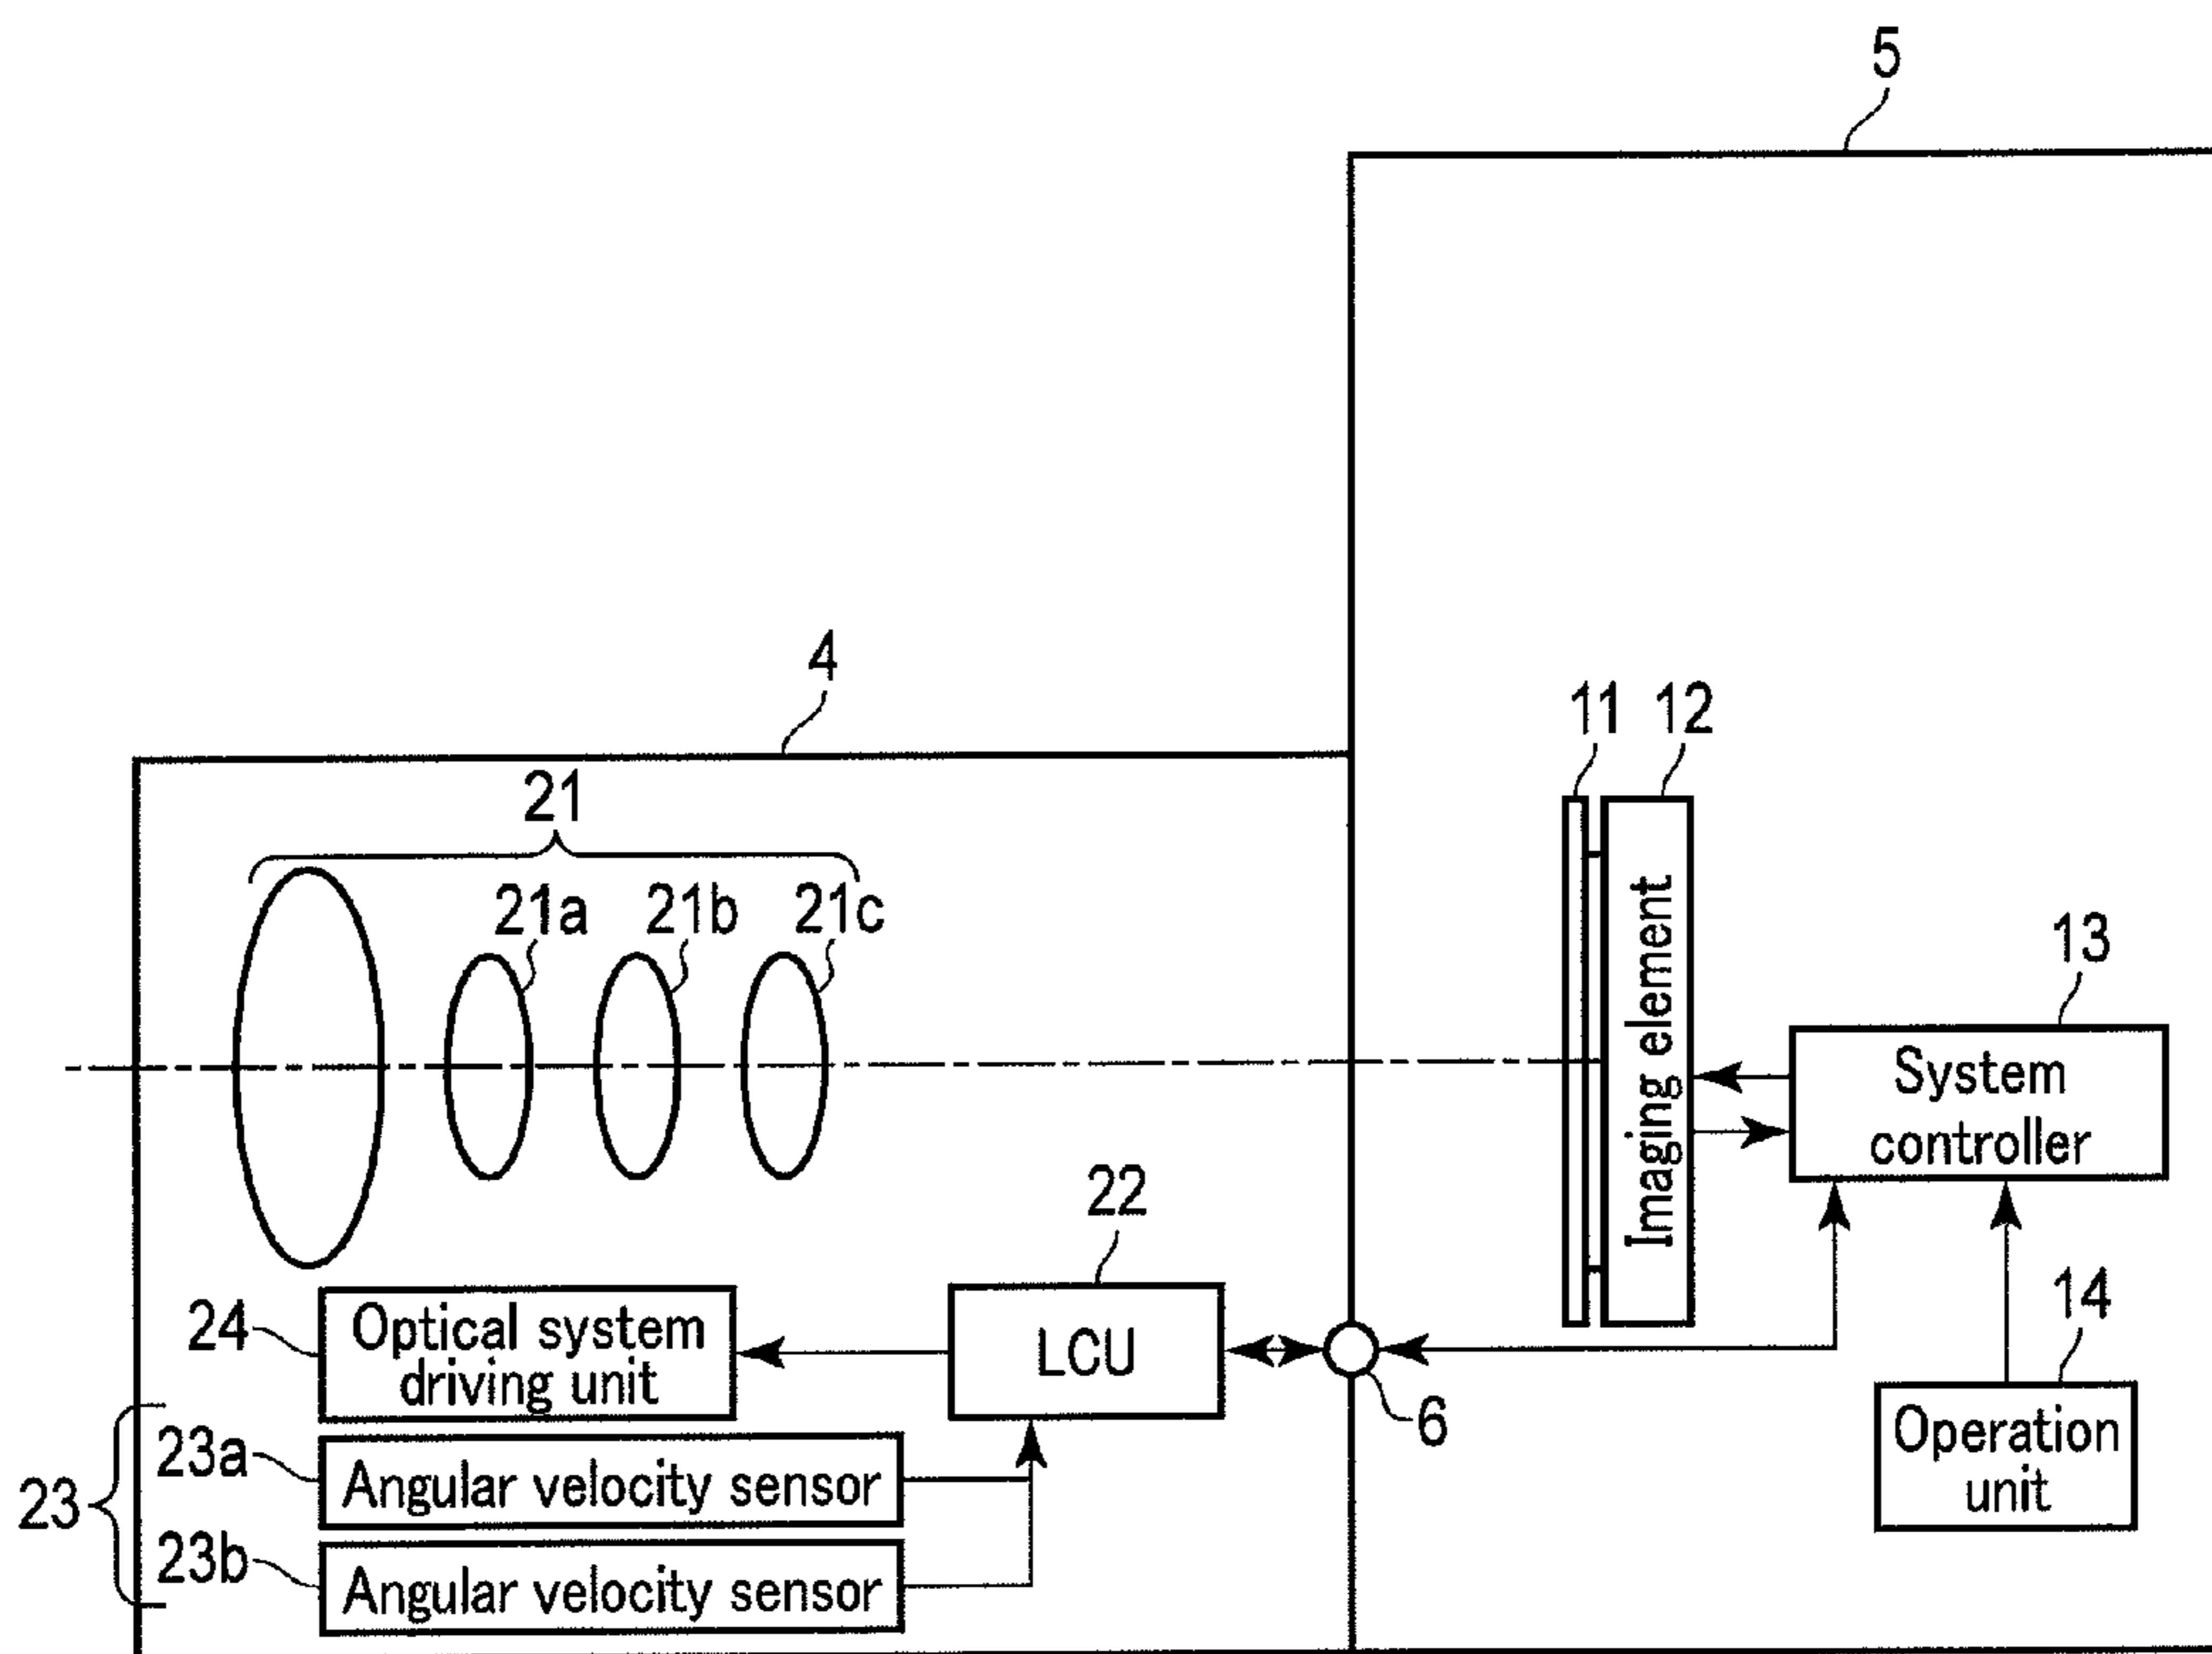 5
4
11 12
21
21a 21b 21c
13
Imaging element
System
controller
22
24
Optical system
driving unit
LCU
14
6
Operation
unit
23
23a
Angular velocity sensor
23b
Angular velocity sensor